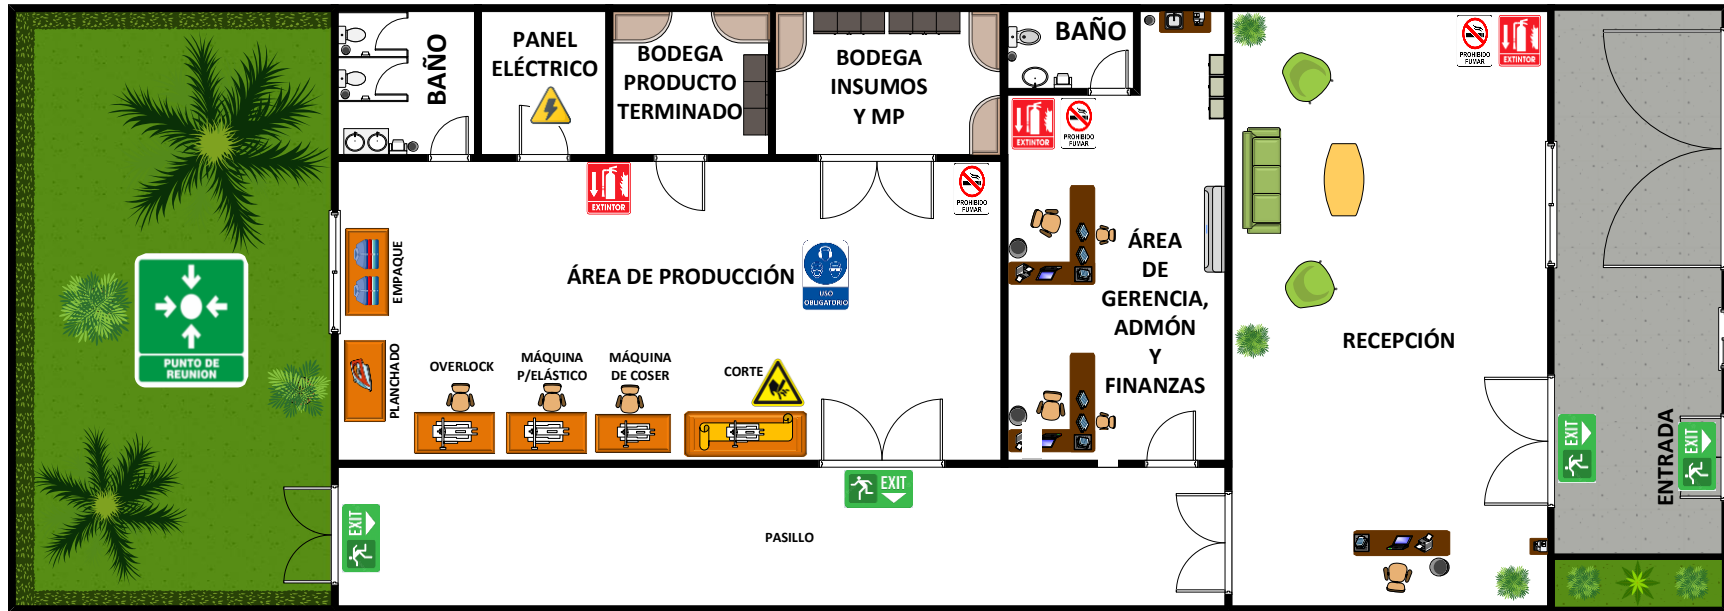 BAÑO
PANEL
ELÉCTRICO
BODEGA
PRODUCTO
TERMINADO
BODEGA
INSUMOS
Y MP
BAÑO
PROHIBIDO
FUMAR
EXTINTOR
EXTINTOR
PROHIBIDO
FUMAR
EXTINTOR
PROHIBIDO
FUMAR
EMPAQUE
ÁREA DE PRODUCCIÓN
USO
OBLIGATORIO
ÁREA
DE
GERENCIA,
ADMÓN
Y
FINANZAS
RECEPCIÓN
PUNTO DE
REUNION
PLANCHADO
OVERLOCK
MÁQUINA
P/ELÁSTICO
MÁQUINA
DE COSER
CORTE
EXIT
ENTRADA
EXIT
EXIT
EXIT
PASILLO